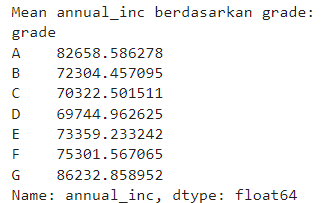 Mean annual_inc berdasarkan grade:
grade
A    82658.586278
B    72304.457095
C    70322.501511
D    69744.962625
E    73359.233242
F    75301.567065
G    86232.858952
Name: annual_inc, dtype: float64